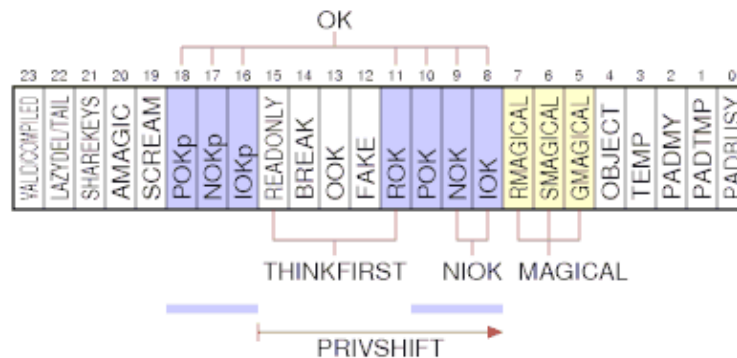 OK
23 22 21 20 19 18 17 16 15 14 13 12 11 10 9 8 7 6 5 4 3 2 1 0
VALID/COMPILED
LAZYDEL/TAIL
SHAREKEYS
AMAGIC
SCREAM
POKp
NOKp
IOKp
READONLY
BREAK
OOK
FAKE
ROK
POK
NOK
IOK
RMAGICAL
SMAGICAL
GMAGICAL
OBJECT
TEMP
PADMY
PADTMP
PADBUSY
THINKFIRST NIOK MAGICAL
PRIVSHIFT